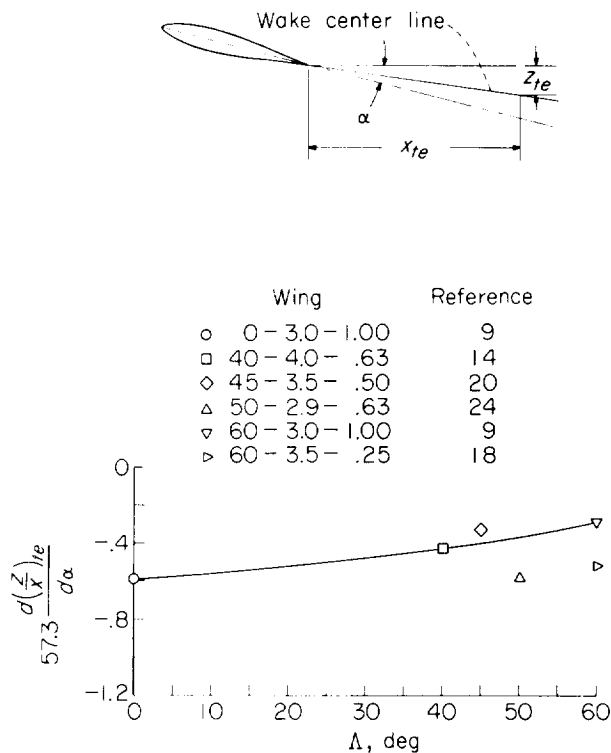 Wake center line
z_te
α
x_te
Wing Reference
0 - 3.0 - 1.00 9
40 - 4.0 - .63 14
45 - 3.5 - .50 20
50 - 2.9 - .63 24
60 - 3.0 - 1.00 9
60 - 3.5 - .25 18
0
-.4
-.8
-1.2
57.3 d(z/x)te / dα
0 10 20 30 40 50 60
Λ, deg